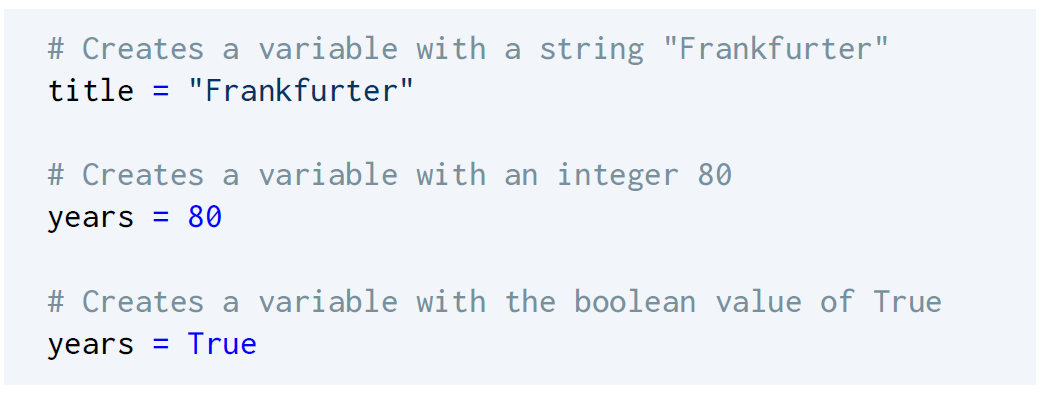 # Creates a variable with a string "Frankfurter"
title = "Frankfurter"
# Creates a variable with an integer 80
years = 80
# Creates a variable with the boolean value of True
years = True